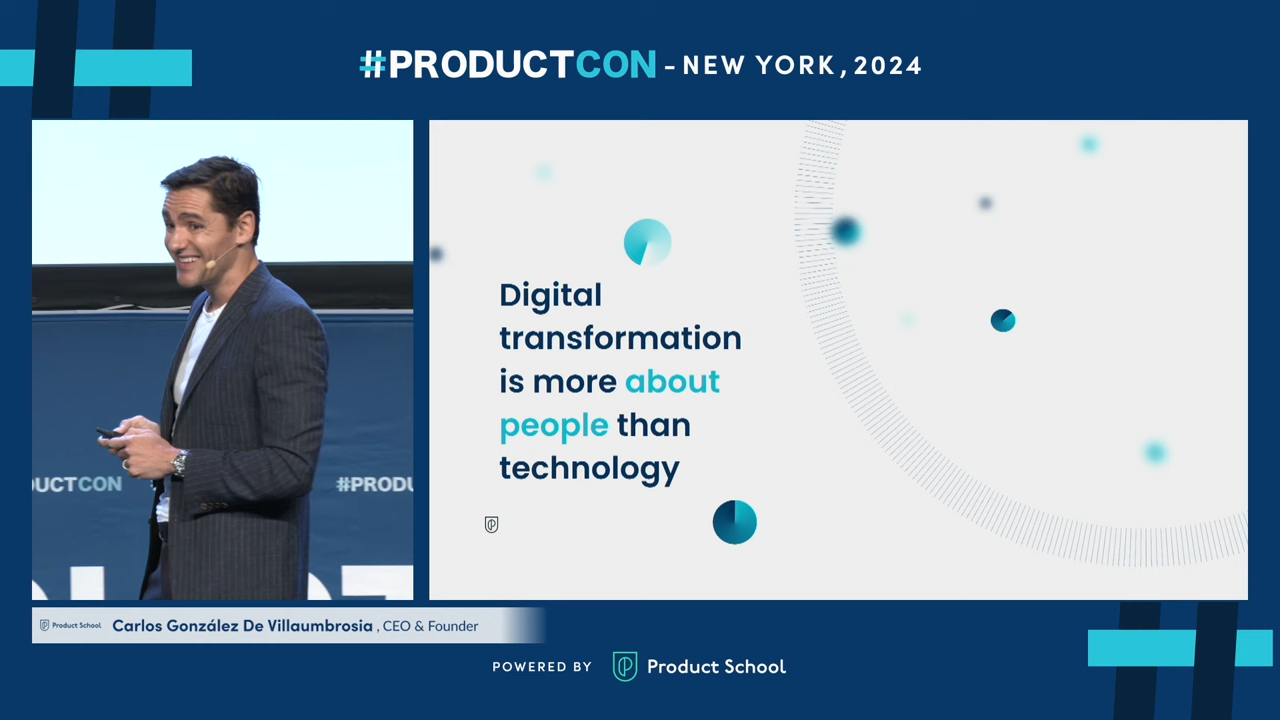 #PRODUCTCON - NEW YORK, 2024
Digital
transformation
is more about
people than
technology
DUCTCON
#PRODU
Product School
Carlos González De Villaumbrosia , CEO & Founder
POWERED BY Product School